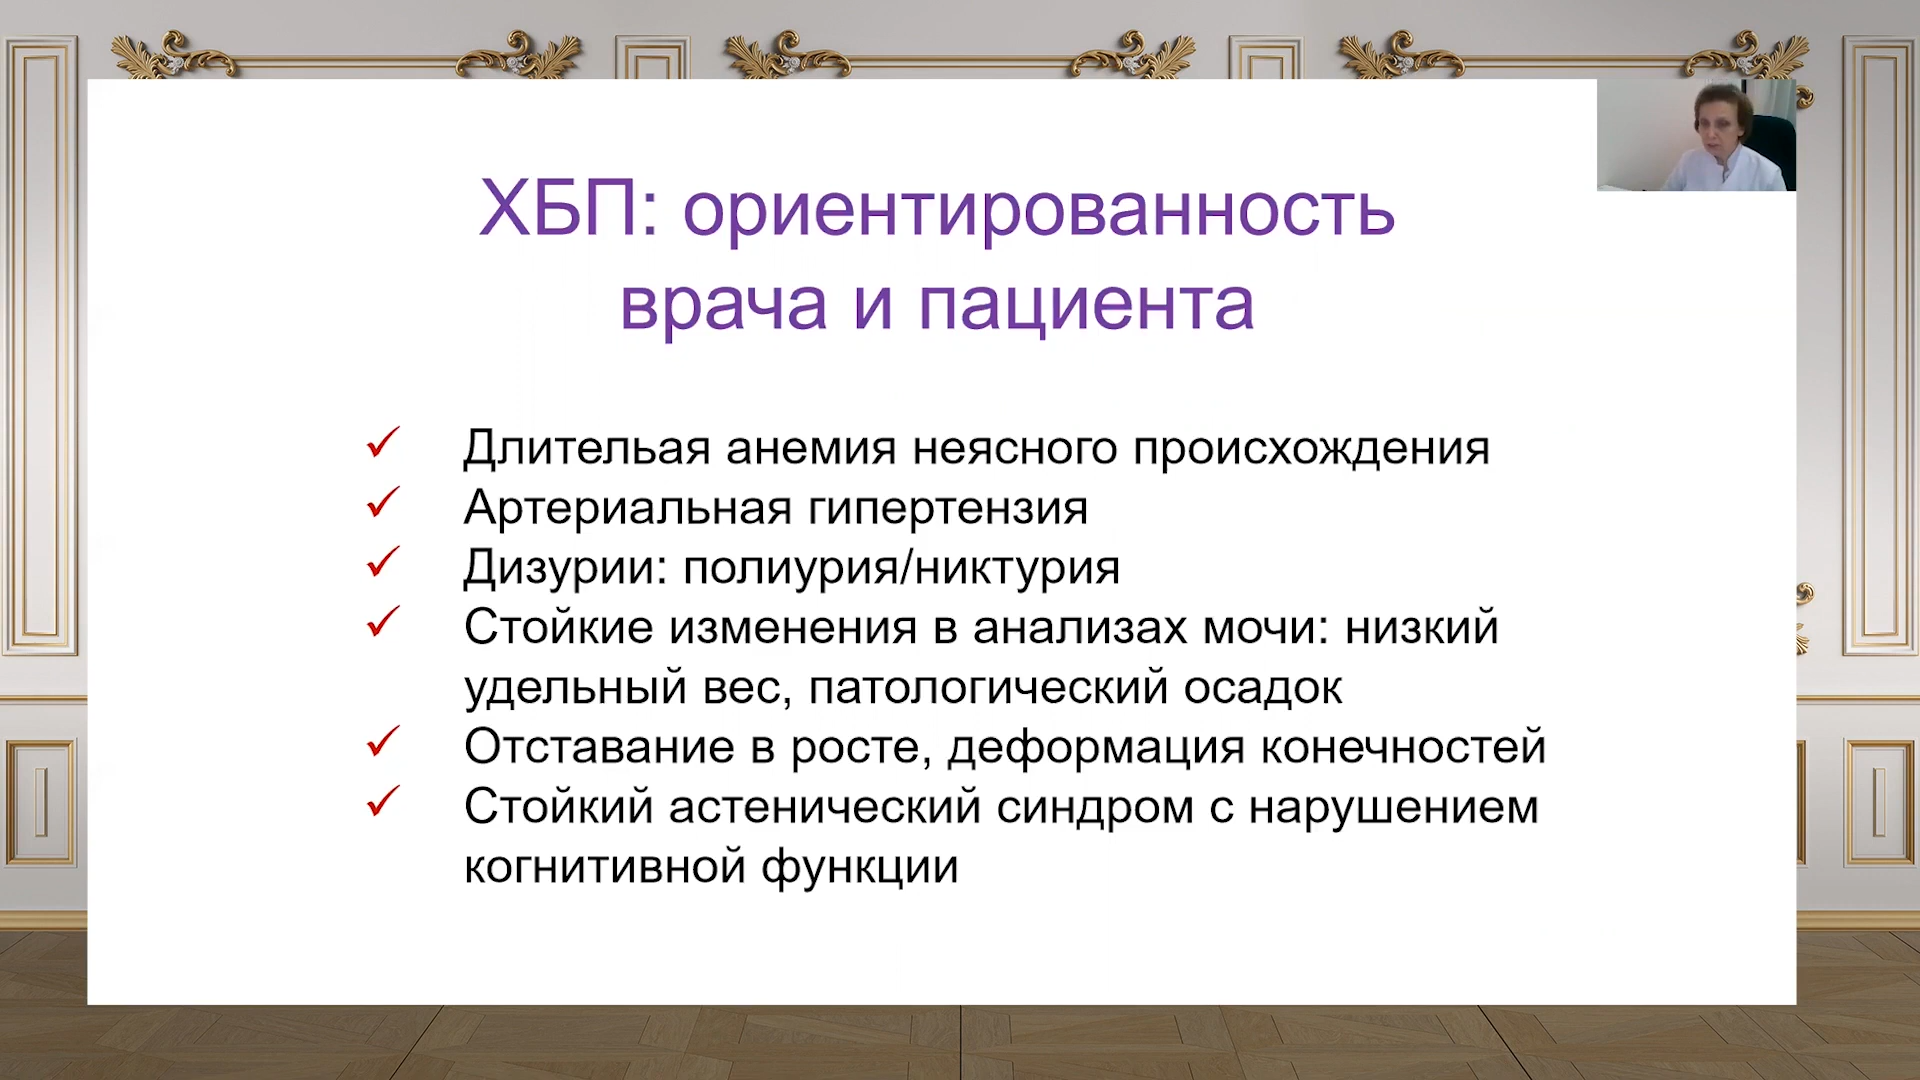 ХБП: ориентированность
врача и пациента
Длительая анемия неясного происхождения
Артериальная гипертензия
Дизурии: полиурия/никтурия
Стойкие изменения в анализах мочи: низкий
удельный вес, патологический осадок
Отставание в росте, деформация конечностей
Стойкий астенический синдром с нарушением
когнитивной функции